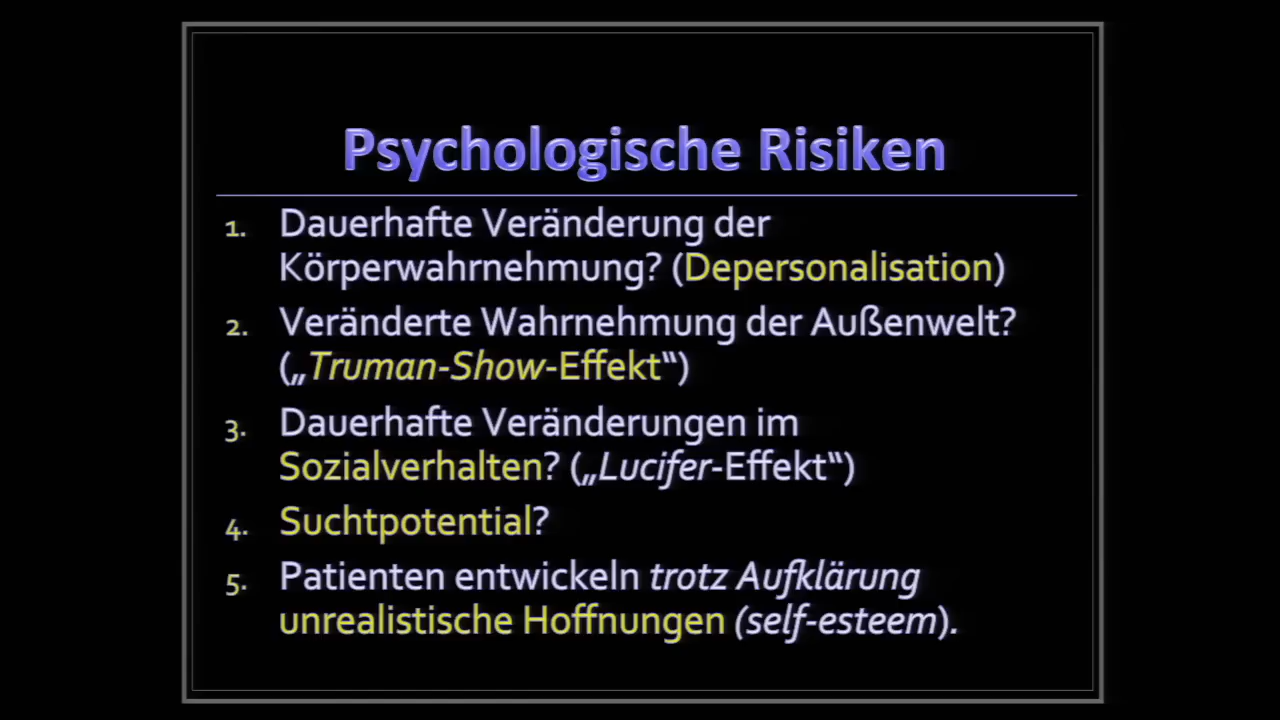 Psychologische Risiken
1. Dauerhafte Veränderung der
Körperwahrnehmung? (Depersonalisation)
2. Veränderte Wahrnehmung der Außenwelt?
(„Truman-Show-Effekt“)
3. Dauerhafte Veränderungen im
Sozialverhalten? („Lucifer-Effekt“)
4. Suchtpotential?
5. Patienten entwickeln trotz Aufklärung
unrealistische Hoffnungen (self-esteem).